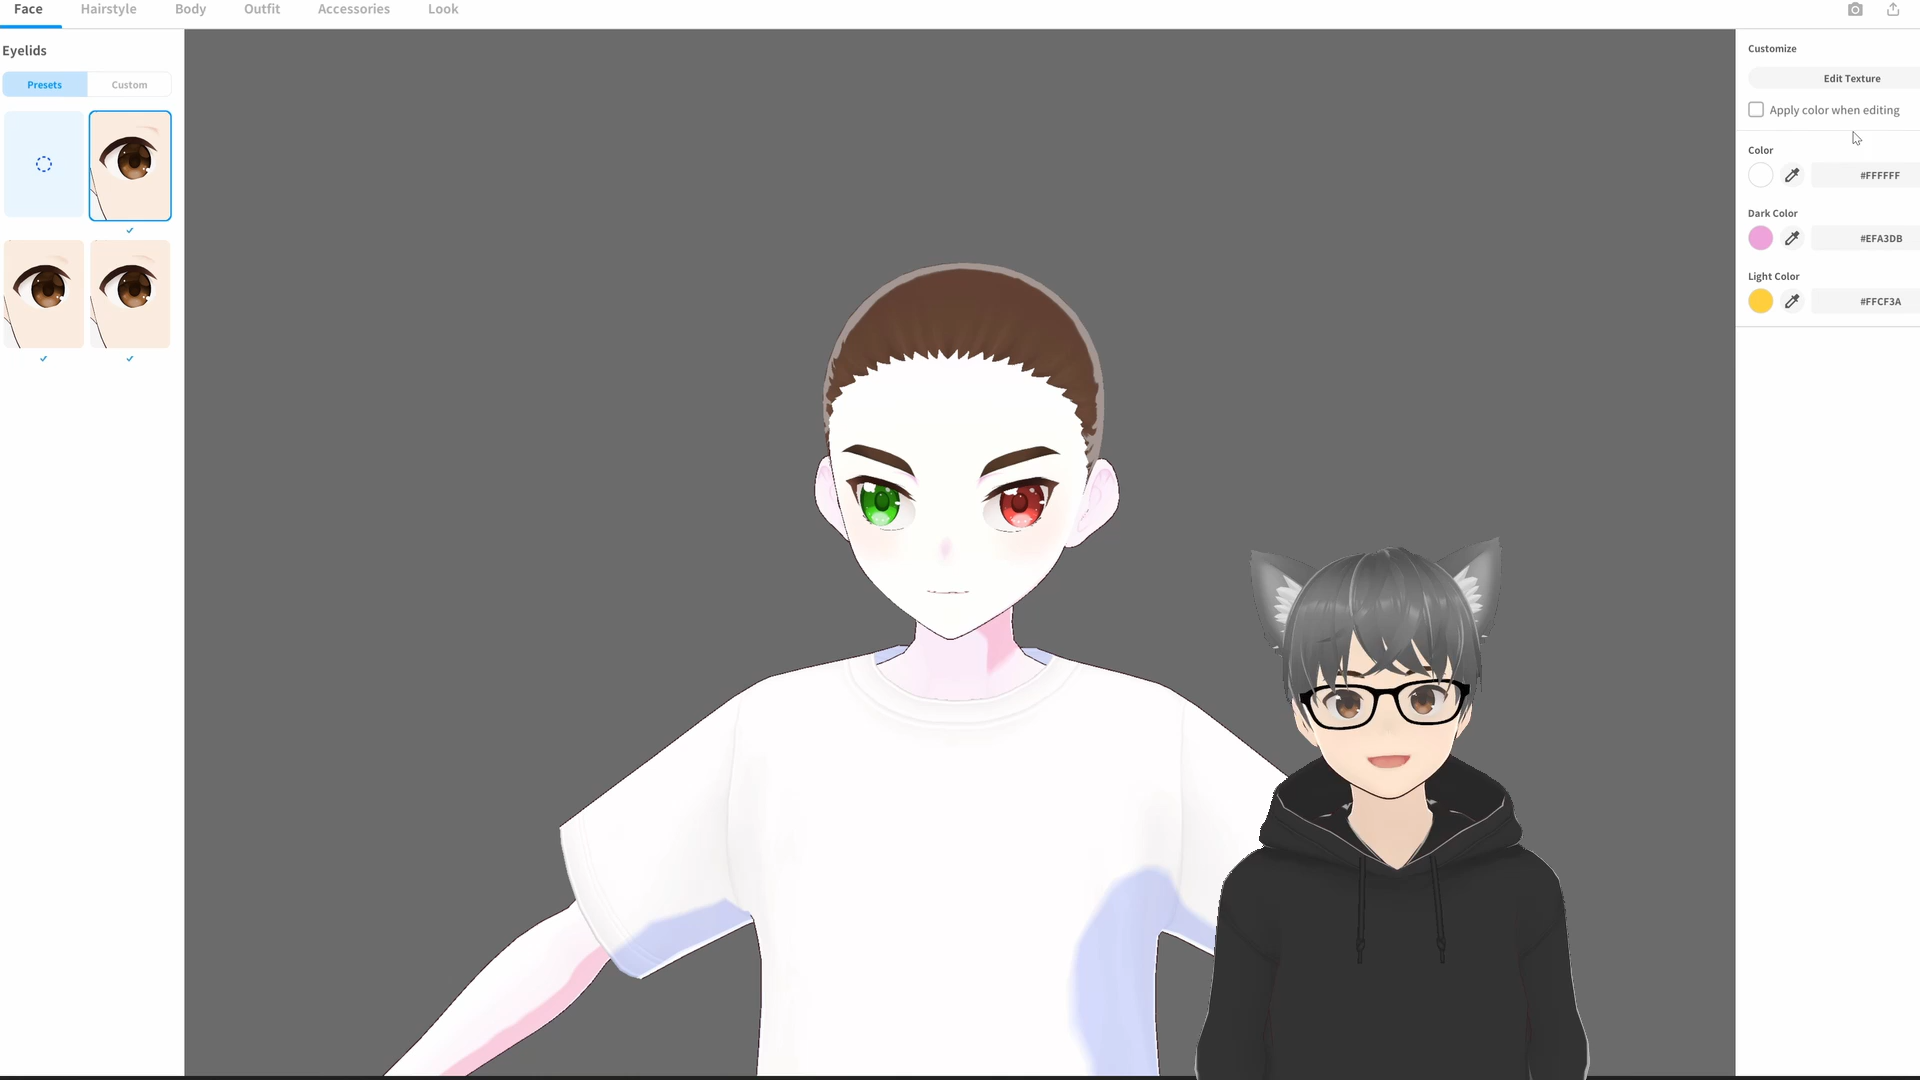 Face Hairstyle Body Outfit Accessories Look
Eyelids
Presets Custom
Customize
Edit Texture
Apply color when editing
Color
#FFFFFF
Dark Color
#EFA3DB
Light Color
#FFCF3A